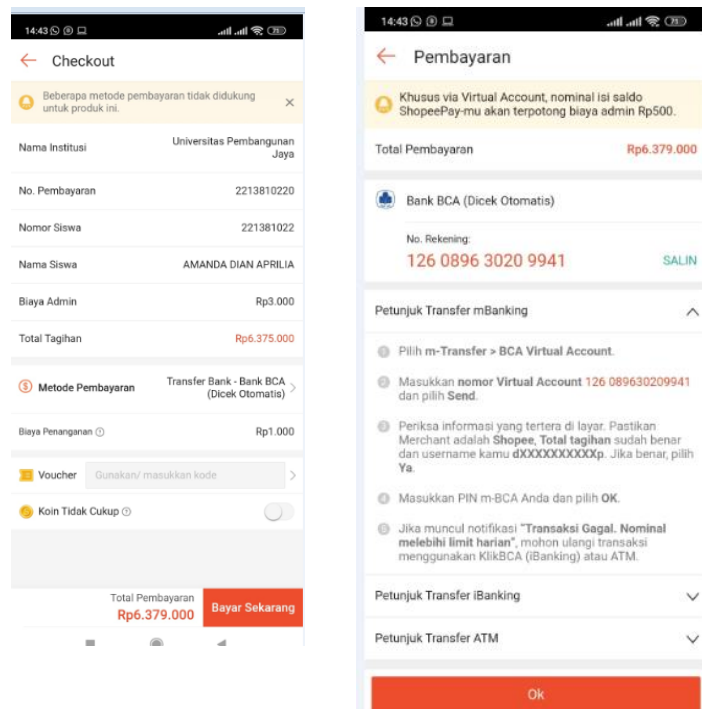 14:43
71
Checkout
Beberapa metode pembayaran tidak didukung
untuk produk ini.
Nama Institusi
Universitas Pembangunan
Jaya
No. Pembayaran
2213810220
Nomor Siswa
221381022
Nama Siswa
AMANDA DIAN APRILIA
Biaya Admin
Rp3.000
Total Tagihan
Rp6.375.000
Metode Pembayaran
Transfer Bank - Bank BCA
(Dicek Otomatis)
Biaya Penanganan
Rp1.000
Voucher
Gunakan/ masukkan kode
Koin Tidak Cukup
Total Pembayaran
Rp6.379.000
Bayar Sekarang
14:43
71
Pembayaran
Khusus via Virtual Account, nominal isi saldo
ShopeePay-mu akan terpotong biaya admin Rp500.
Total Pembayaran
Rp6.379.000
Bank BCA (Dicek Otomatis)
No. Rekening:
126 0896 3020 9941
SALIN
Petunjuk Transfer mBanking
1 Pilih m-Transfer > BCA Virtual Account.
2 Masukkan nomor Virtual Account 126 089630209941
dan pilih Send.
3 Periksa informasi yang tertera di layar. Pastikan
Merchant adalah Shopee, Total tagihan sudah benar
dan username kamu dXXXXXXXXXXp. Jika benar, pilih
Ya.
4 Masukkan PIN m-BCA Anda dan pilih OK.
5 Jika muncul notifikasi "Transaksi Gagal. Nominal
melebihi limit harian", mohon ulangi transaksi
menggunakan KlikBCA (iBanking) atau ATM.
Petunjuk Transfer iBanking
Petunjuk Transfer ATM
Ok